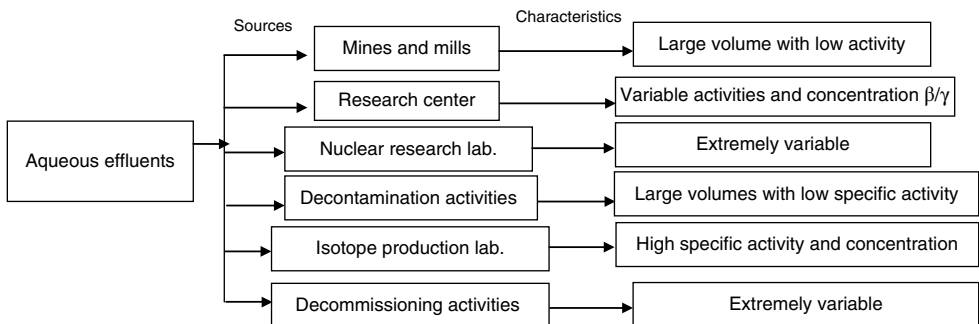 Sources
Characteristics
Mines and mills
Large volume with low activity
Research center
Variable activities and concentration β/γ
Aqueous effluents
Nuclear research lab.
Extremely variable
Decontamination activities
Large volumes with low specific activity
Isotope production lab.
High specific activity and concentration
Decommissioning activities
Extremely variable